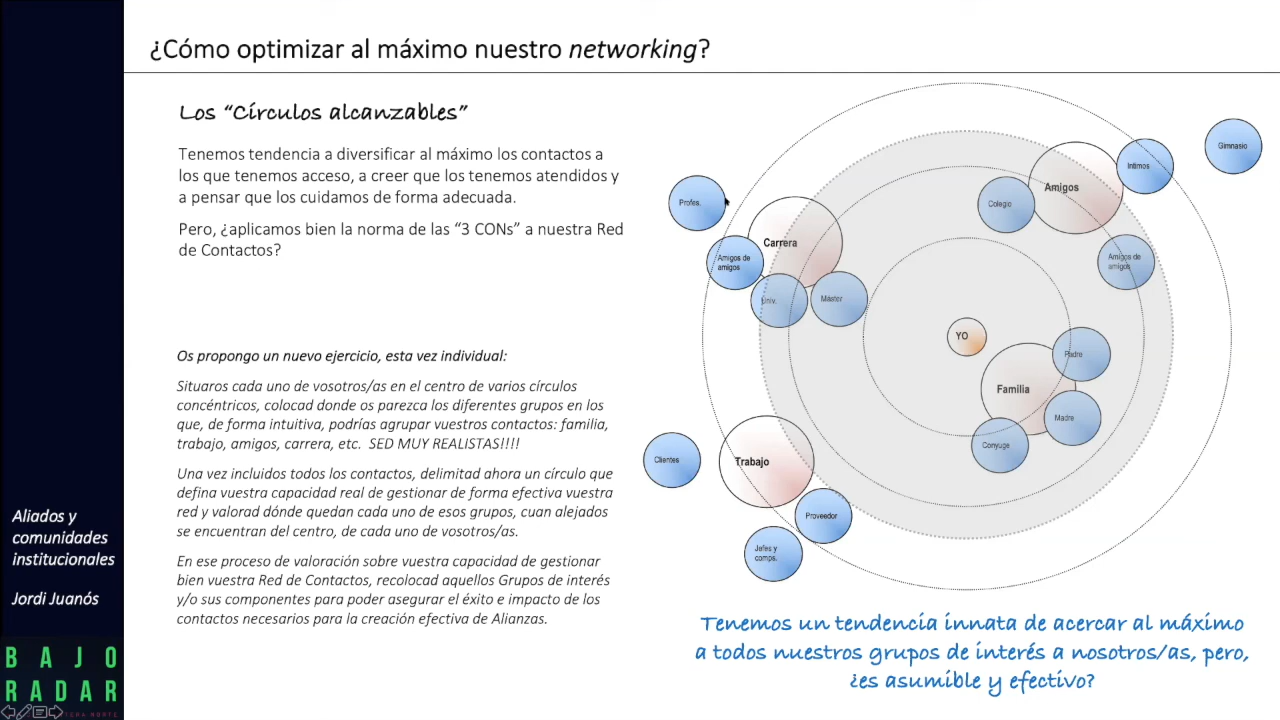 ¿Cómo optimizar al máximo nuestro networking?
Los “Círculos alcanzables”
Tenemos tendencia a diversificar al máximo los contactos a
los que tenemos acceso, a creer que los tenemos atendidos y
a pensar que los cuidamos de forma adecuada.
Pero, ¿aplicamos bien la norma de las “3 CONs” a nuestra Red
de Contactos?
Os propongo un nuevo ejercicio, esta vez individual:
Situaros cada uno de vosotros/as en el centro de varios círculos
concéntricos, colocad donde os parezca los diferentes grupos en los
que, de forma intuitiva, podrías agrupar vuestros contactos: familia,
trabajo, amigos, carrera, etc. SED MUY REALISTAS!!!!
Una vez incluidos todos los contactos, delimitad ahora un círculo que
defina vuestra capacidad real de gestionar de forma efectiva vuestra
red y valorad dónde quedan cada uno de esos grupos, cuan alejados
se encuentran del centro, de cada uno de vosotros/as.
En ese proceso de valoración sobre vuestra capacidad de gestionar
bien vuestra Red de Contactos, recolocad aquellos Grupos de interés
y/o sus componentes para poder asegurar el éxito e impacto de los
contactos necesarios para la creación efectiva de Alianzas.
Gimnasio
Intimos
Amigos
Colegio
Amigos de
amigos
Profes.
Carrera
Amigos de
amigos
Univ.
Máster
YO
Padre
Familia
Madre
Conyuge
Clientes
Trabajo
Proveedor
Jefes y
comps.
Tenemos un tendencia innata de acercar al máximo
a todos nuestros grupos de interés a nosotros/as, pero,
¿es asumible y efectivo?
Aliados y
comunidades
institucionales
Jordi Juanós
BAJO
RADAR